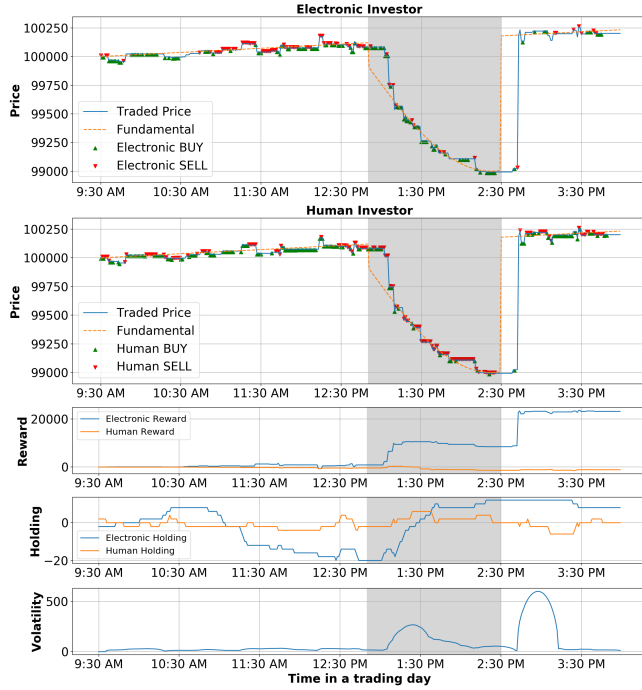 Electronic Investor
100250
100000
99750
99500
99250
99000
Price
Traded Price
Fundamental
Electronic BUY
Electronic SELL
9:30 AM 10:30 AM 11:30 AM 12:30 PM 1:30 PM 2:30 PM 3:30 PM
Human Investor
100250
100000
99750
99500
99250
99000
Price
Traded Price
Fundamental
Human BUY
Human SELL
9:30 AM 10:30 AM 11:30 AM 12:30 PM 1:30 PM 2:30 PM 3:30 PM
20000
0
Reward
Electronic Reward
Human Reward
9:30 AM 10:30 AM 11:30 AM 12:30 PM 1:30 PM 2:30 PM 3:30 PM
0
−20
Holding
Electronic Holding
Human Holding
9:30 AM 10:30 AM 11:30 AM 12:30 PM 1:30 PM 2:30 PM 3:30 PM
500
0
Volatility
9:30 AM 10:30 AM 11:30 AM 12:30 PM 1:30 PM 2:30 PM 3:30 PM
Time in a trading day